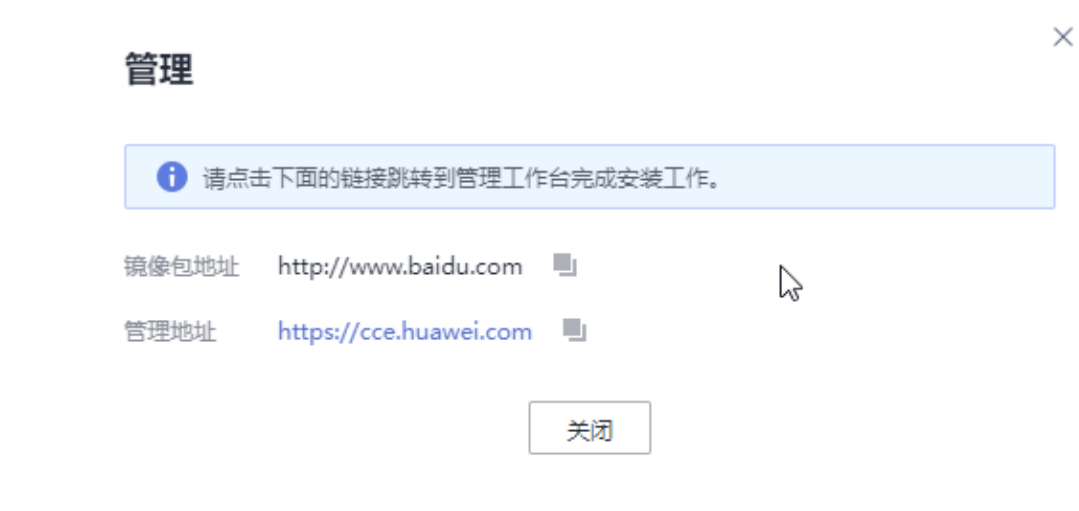 管理
请点击下面的链接跳转到管理工作台完成安装工作。
镜像包地址 http://www.baidu.com
管理地址 https://cce.huawei.com
关闭